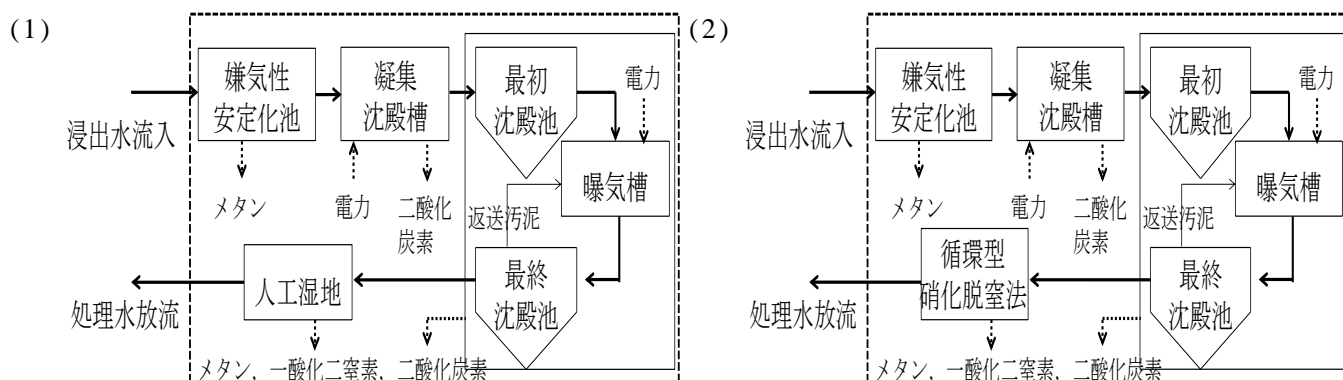 (1)
嫌気性
安定化池
凝集
沈殿槽
最初
沈殿池
電力
浸出水流入
曝気槽
メタン
電力
二酸化
炭素
返送汚泥
人工湿地
最終
沈殿池
処理水放流
メタン，一酸化二窒素，二酸化炭素
(2)
嫌気性
安定化池
凝集
沈殿槽
最初
沈殿池
電力
浸出水流入
曝気槽
メタン
電力
二酸化
炭素
返送汚泥
循環型
硝化脱窒法
最終
沈殿池
処理水放流
メタン，一酸化二窒素，二酸化炭素